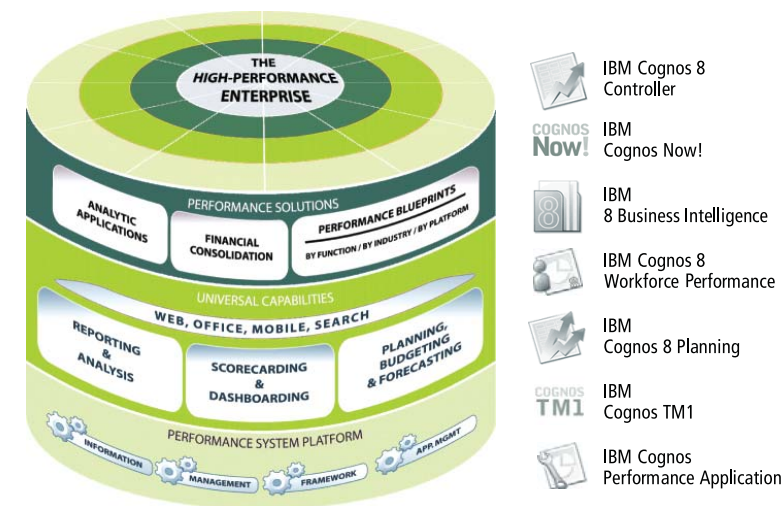 THE
HIGH-PERFORMANCE
ENTERPRISE
PERFORMANCE SOLUTIONS
ANALYTIC
APPLICATIONS
FINANCIAL
CONSOLIDATION
PERFORMANCE BLUEPRINTS
BY FUNCTION / BY INDUSTRY / BY PLATFORM
UNIVERSAL CAPABILITIES
WEB, OFFICE, MOBILE, SEARCH
REPORTING
&
ANALYSIS
SCORECARDING
&
DASHBOARDING
PLANNING,
BUDGETING
& FORECASTING
PERFORMANCE SYSTEM PLATFORM
INFORMATION
MANAGEMENT
FRAMEWORK
APP. MGMT
IBM Cognos 8
Controller
COGNOS
Now!
IBM
Cognos Now!
8
IBM
8 Business Intelligence
IBM Cognos 8
Workforce Performance
IBM
Cognos 8 Planning
COGNOS
TM1
IBM
Cognos TM1
IBM Cognos
Performance Application